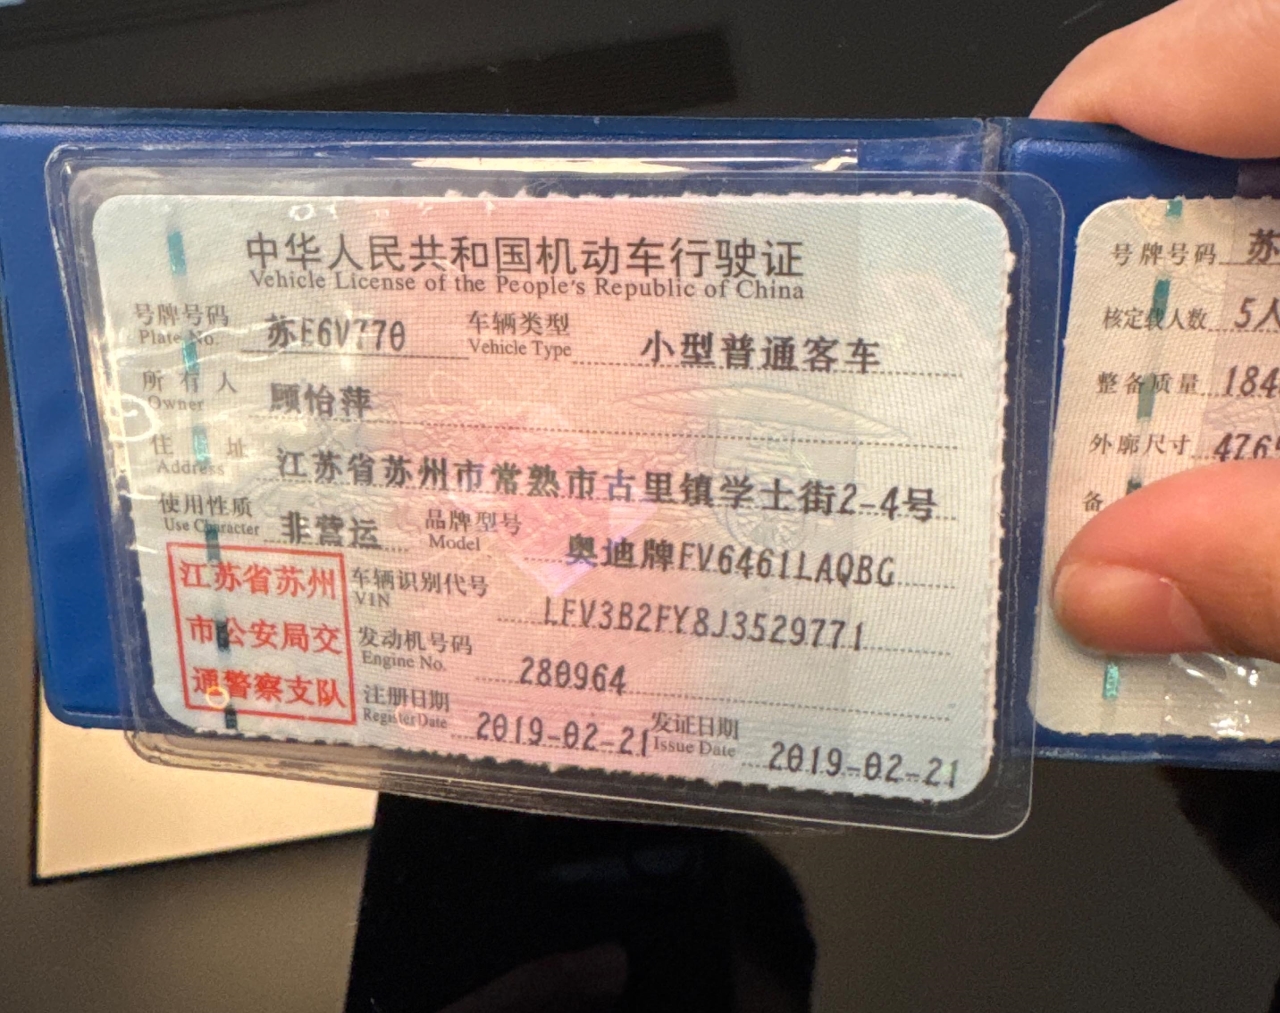 中华人民共和国机动车行驶证
Vehicle License of the People's Republic of China
号牌号码 苏E6V770 车辆类型 小型普通客车
Plate No. Vehicle Type
所有人 顾怡萍
Owner
住址 江苏省苏州市常熟市古里镇学士街2-4号
Address
使用性质 非营运 品牌型号 奥迪牌FV6461LAQBG
Use Character Model
江苏省苏州
市公安局交
通警察支队
车辆识别代号 LFV3B2FY8J3529771
VIN
发动机号码 280964
Engine No.
注册日期 2019-02-21 发证日期 2019-02-21
Register Date Issue Date
号牌号码 苏
核定载人数 5人
整备质量 184
外廓尺寸 476
备